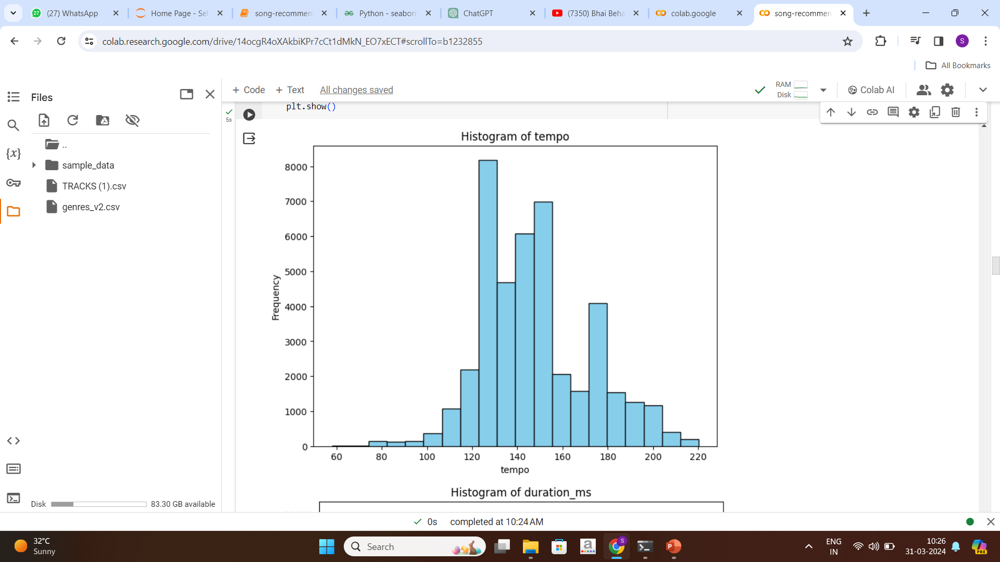 (27) WhatsApp
Home Page - Sel
song-recommen
Python - seaborn
ChatGPT
(7350) Bhai Beha
colab.google
song-recommen
colab.research.google.com/drive/14ocgR4oXAkbiKPr7cCt1dMkN_EO7xECT#scrollTo=b1232855
S
All Bookmarks
Files
+ Code + Text All changes saved
RAM
Disk
Colab AI
plt.show()
5s
..
sample_data
TRACKS (1).csv
genres_v2.csv
{x}
Histogram of tempo
8000
7000
6000
5000
4000
3000
2000
1000
0
Frequency
60 80 100 120 140 160 180 200 220
tempo
Histogram of duration_ms
Disk 83.30 GB available
0s completed at 10:24 AM
32°C
Sunny
Search
ENG
IN
10:26
31-03-2024
PRE